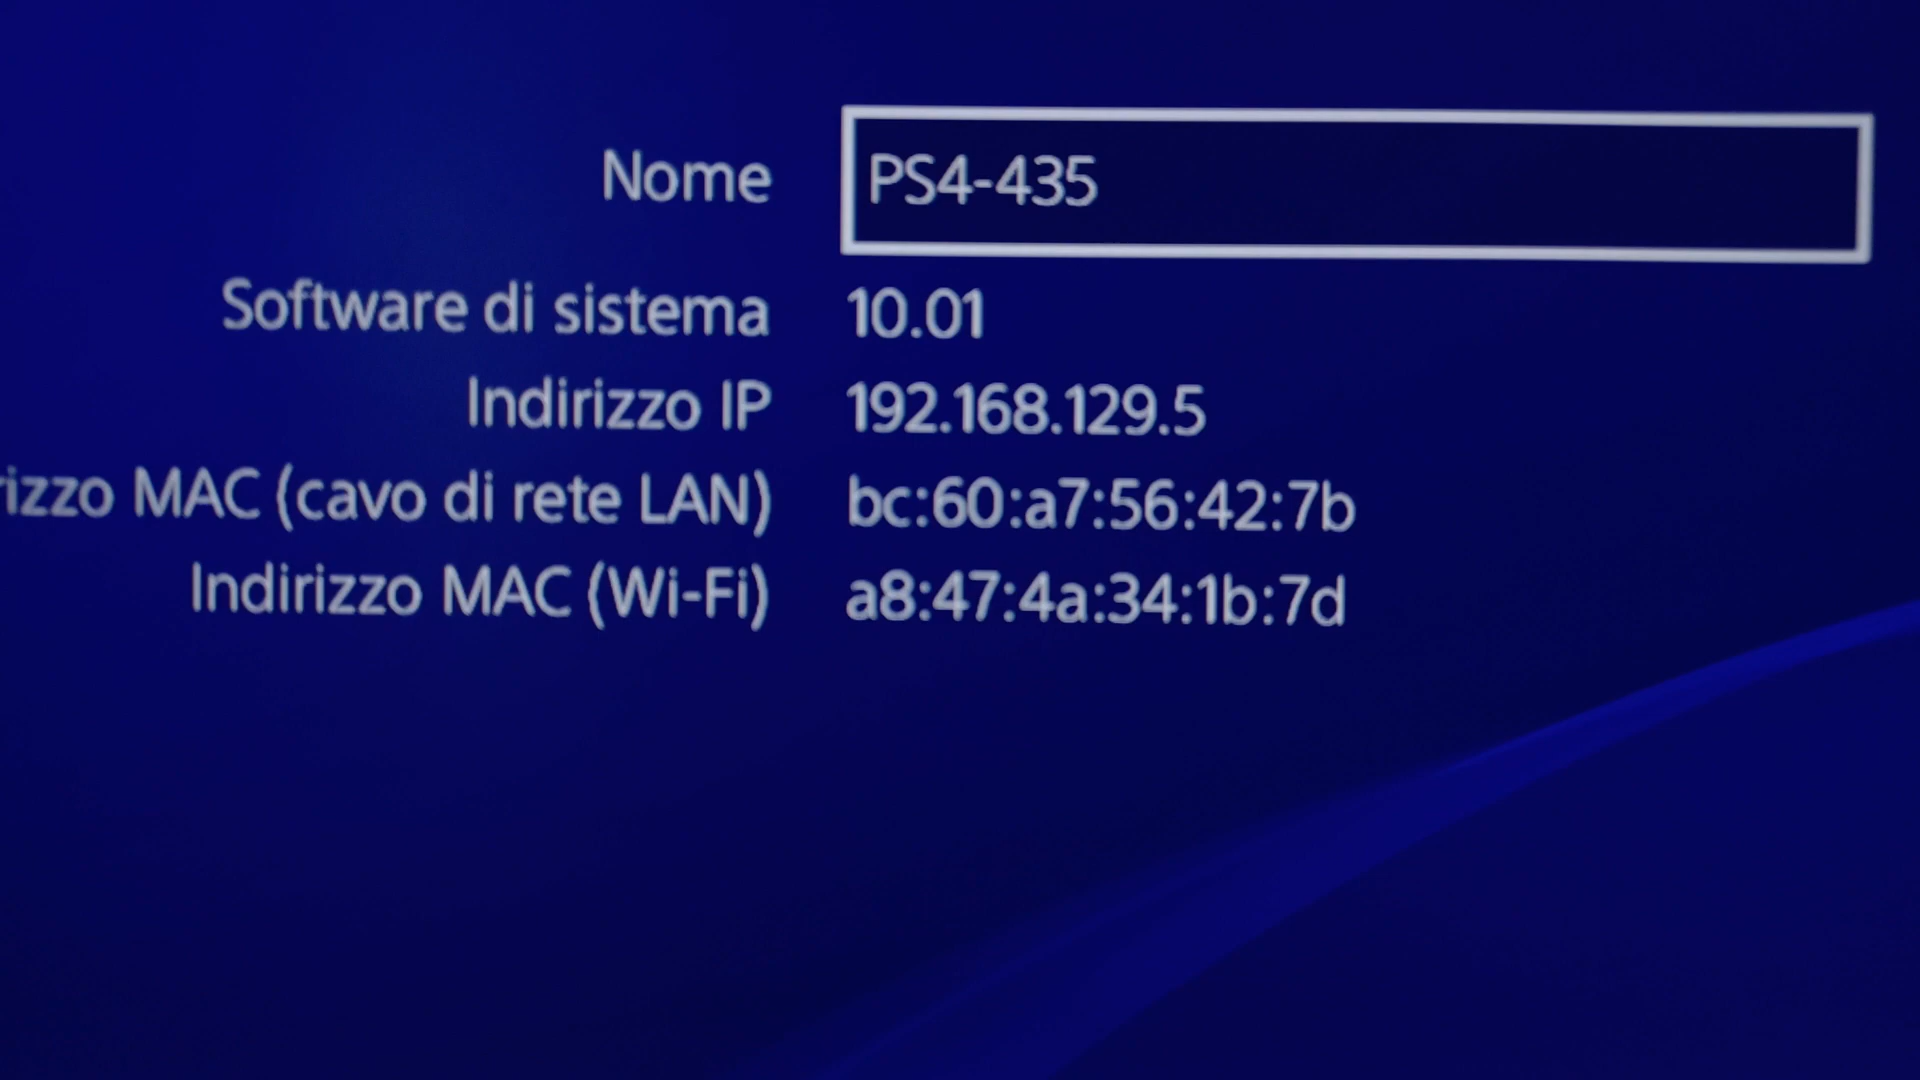 Nome PS4-435
Software di sistema 10.01
Indirizzo IP 192.168.129.5
rizzo MAC (cavo di rete LAN) bc:60:a7:56:42:7b
Indirizzo MAC (Wi-Fi) a8:47:4a:34:1b:7d